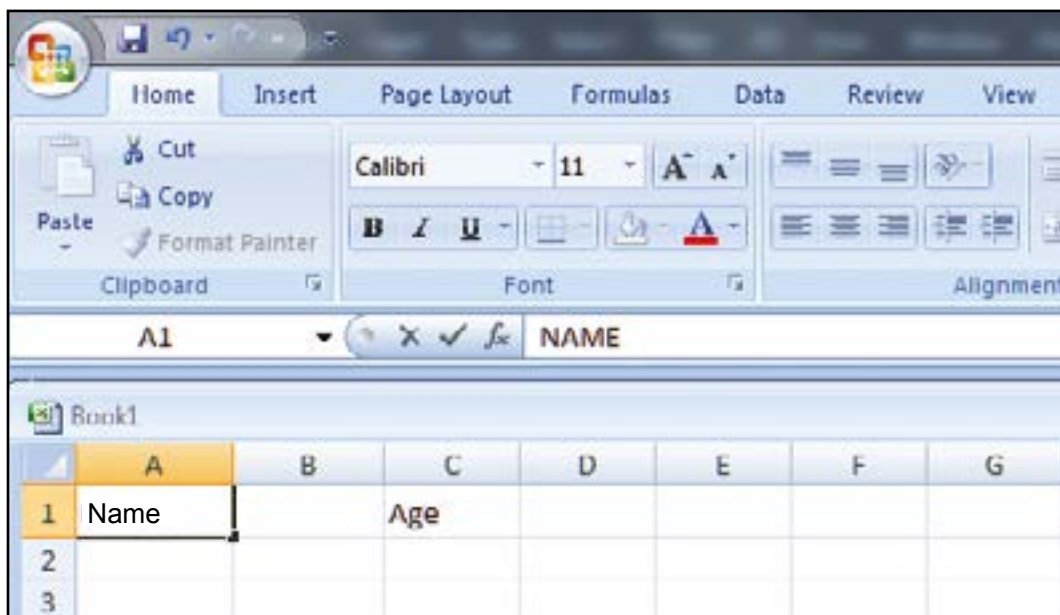 Home Insert Page Layout Formulas Data Review View
Cut
Calibri 11 A A
Copy
Paste
B I U A
Format Painter
Clipboard Font Alignment
A1 fx NAME
Book1
A B C D E F G
1 Name Age
2
3